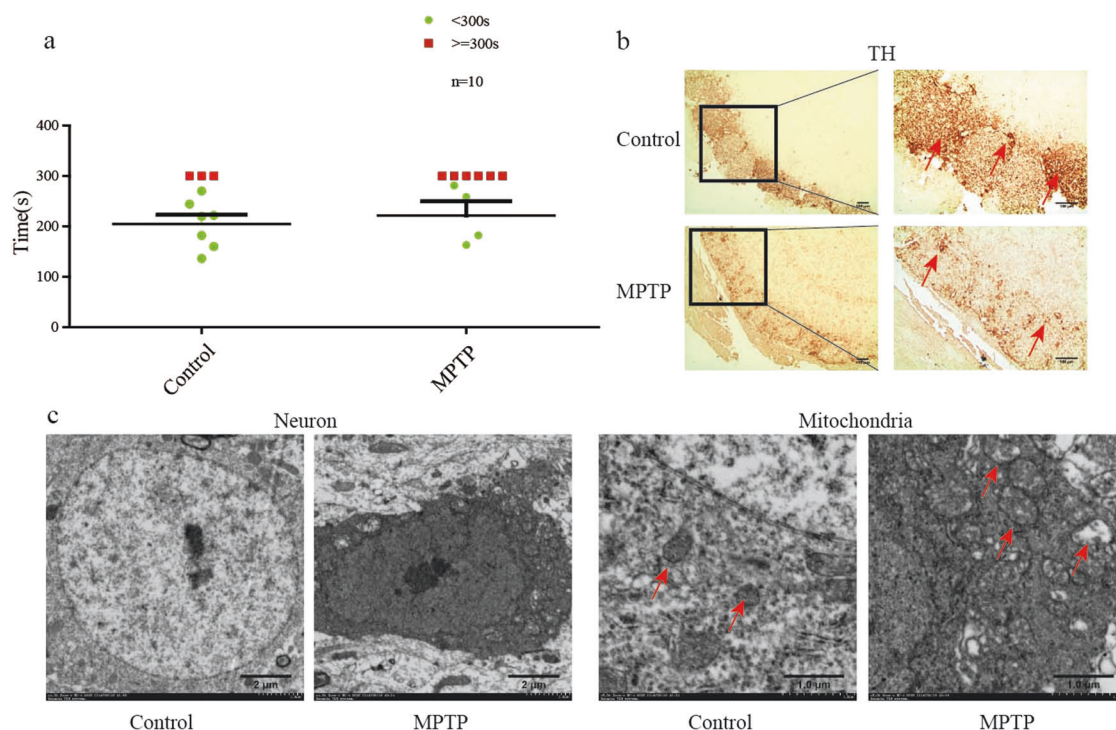 a
<300s
>=300s
n=10
400
300
200
100
0
Time(s)
Control
MPTP
b
TH
Control
MPTP
c
Neuron
Mitochondria
2 μm
2 μm
1.0 μm
1.0 μm
Control
MPTP
Control
MPTP